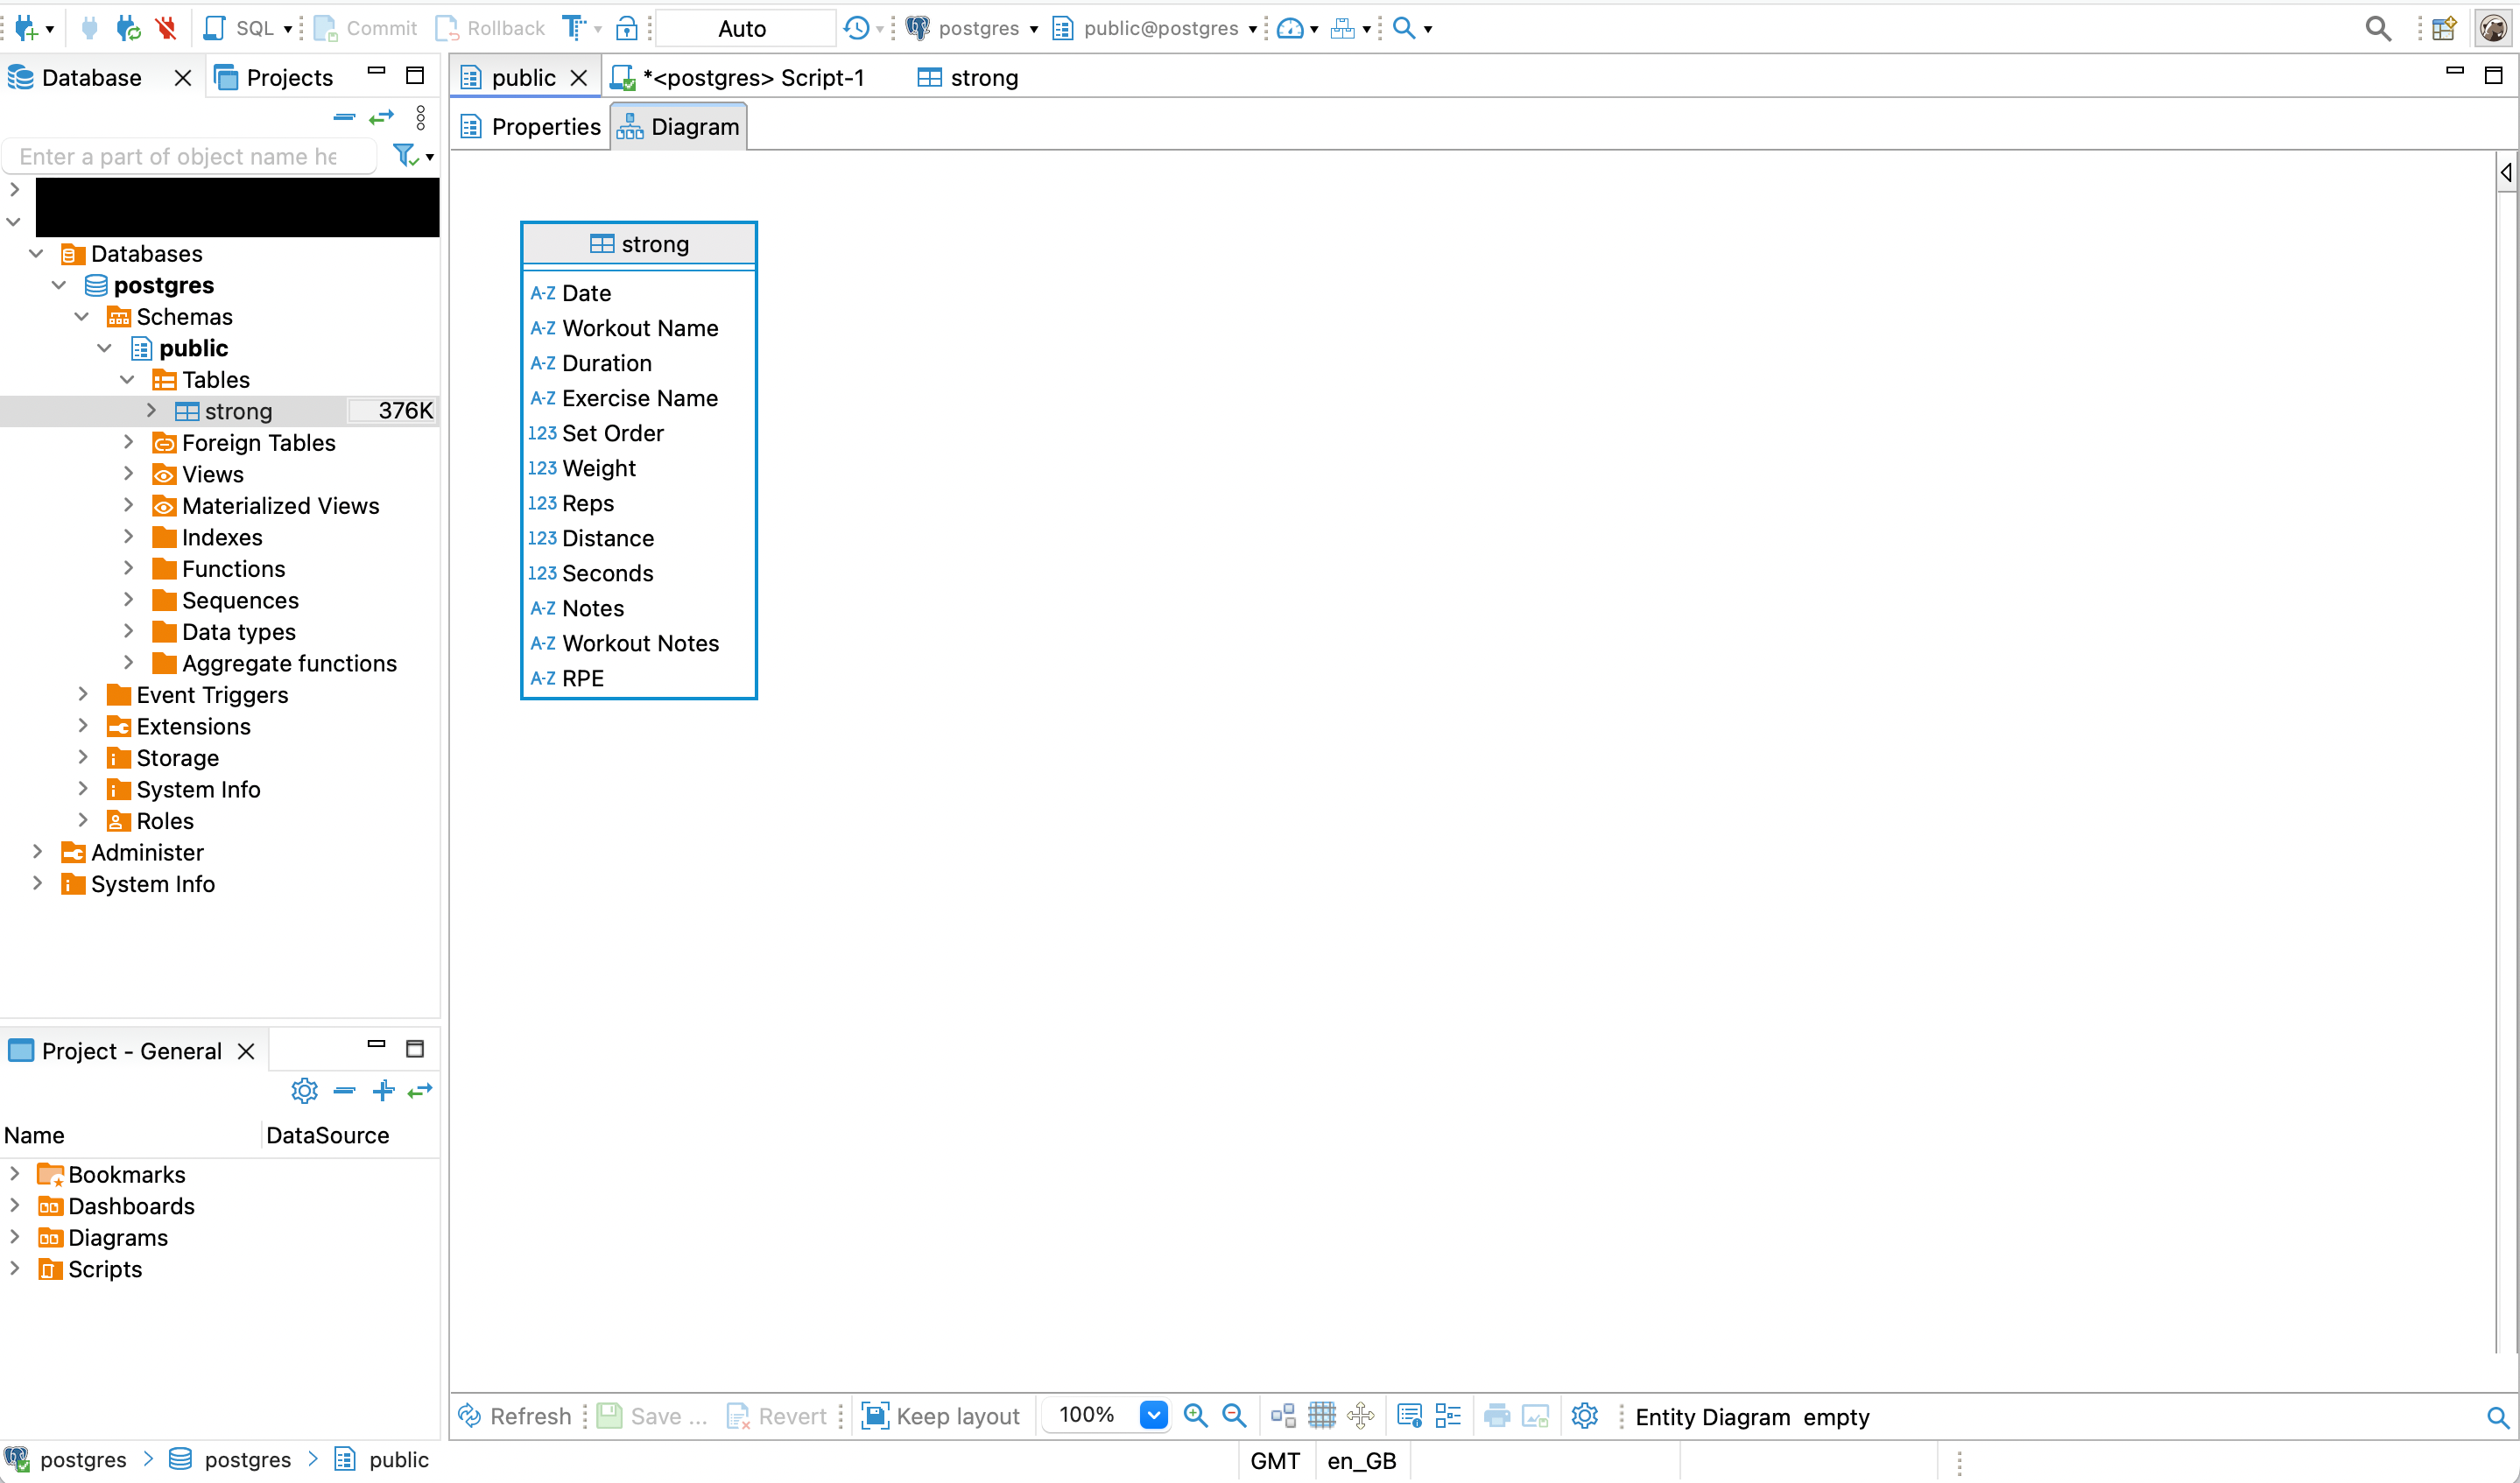 SQL Commit Rollback Auto postgres public@postgres
Database Projects
Enter a part of object name he
Databases
postgres
Schemas
public
Tables
strong 376K
Foreign Tables
Views
Materialized Views
Indexes
Functions
Sequences
Data types
Aggregate functions
Event Triggers
Extensions
Storage
System Info
Roles
Administer
System Info
Project - General
Name DataSource
Bookmarks
Dashboards
Diagrams
Scripts
public *<postgres> Script-1 strong
Properties Diagram
strong
A-Z Date
A-Z Workout Name
A-Z Duration
A-Z Exercise Name
123 Set Order
123 Weight
123 Reps
123 Distance
123 Seconds
A-Z Notes
A-Z Workout Notes
A-Z RPE
Refresh Save ... Revert Keep layout 100% Entity Diagram empty
postgres postgres public GMT en_GB